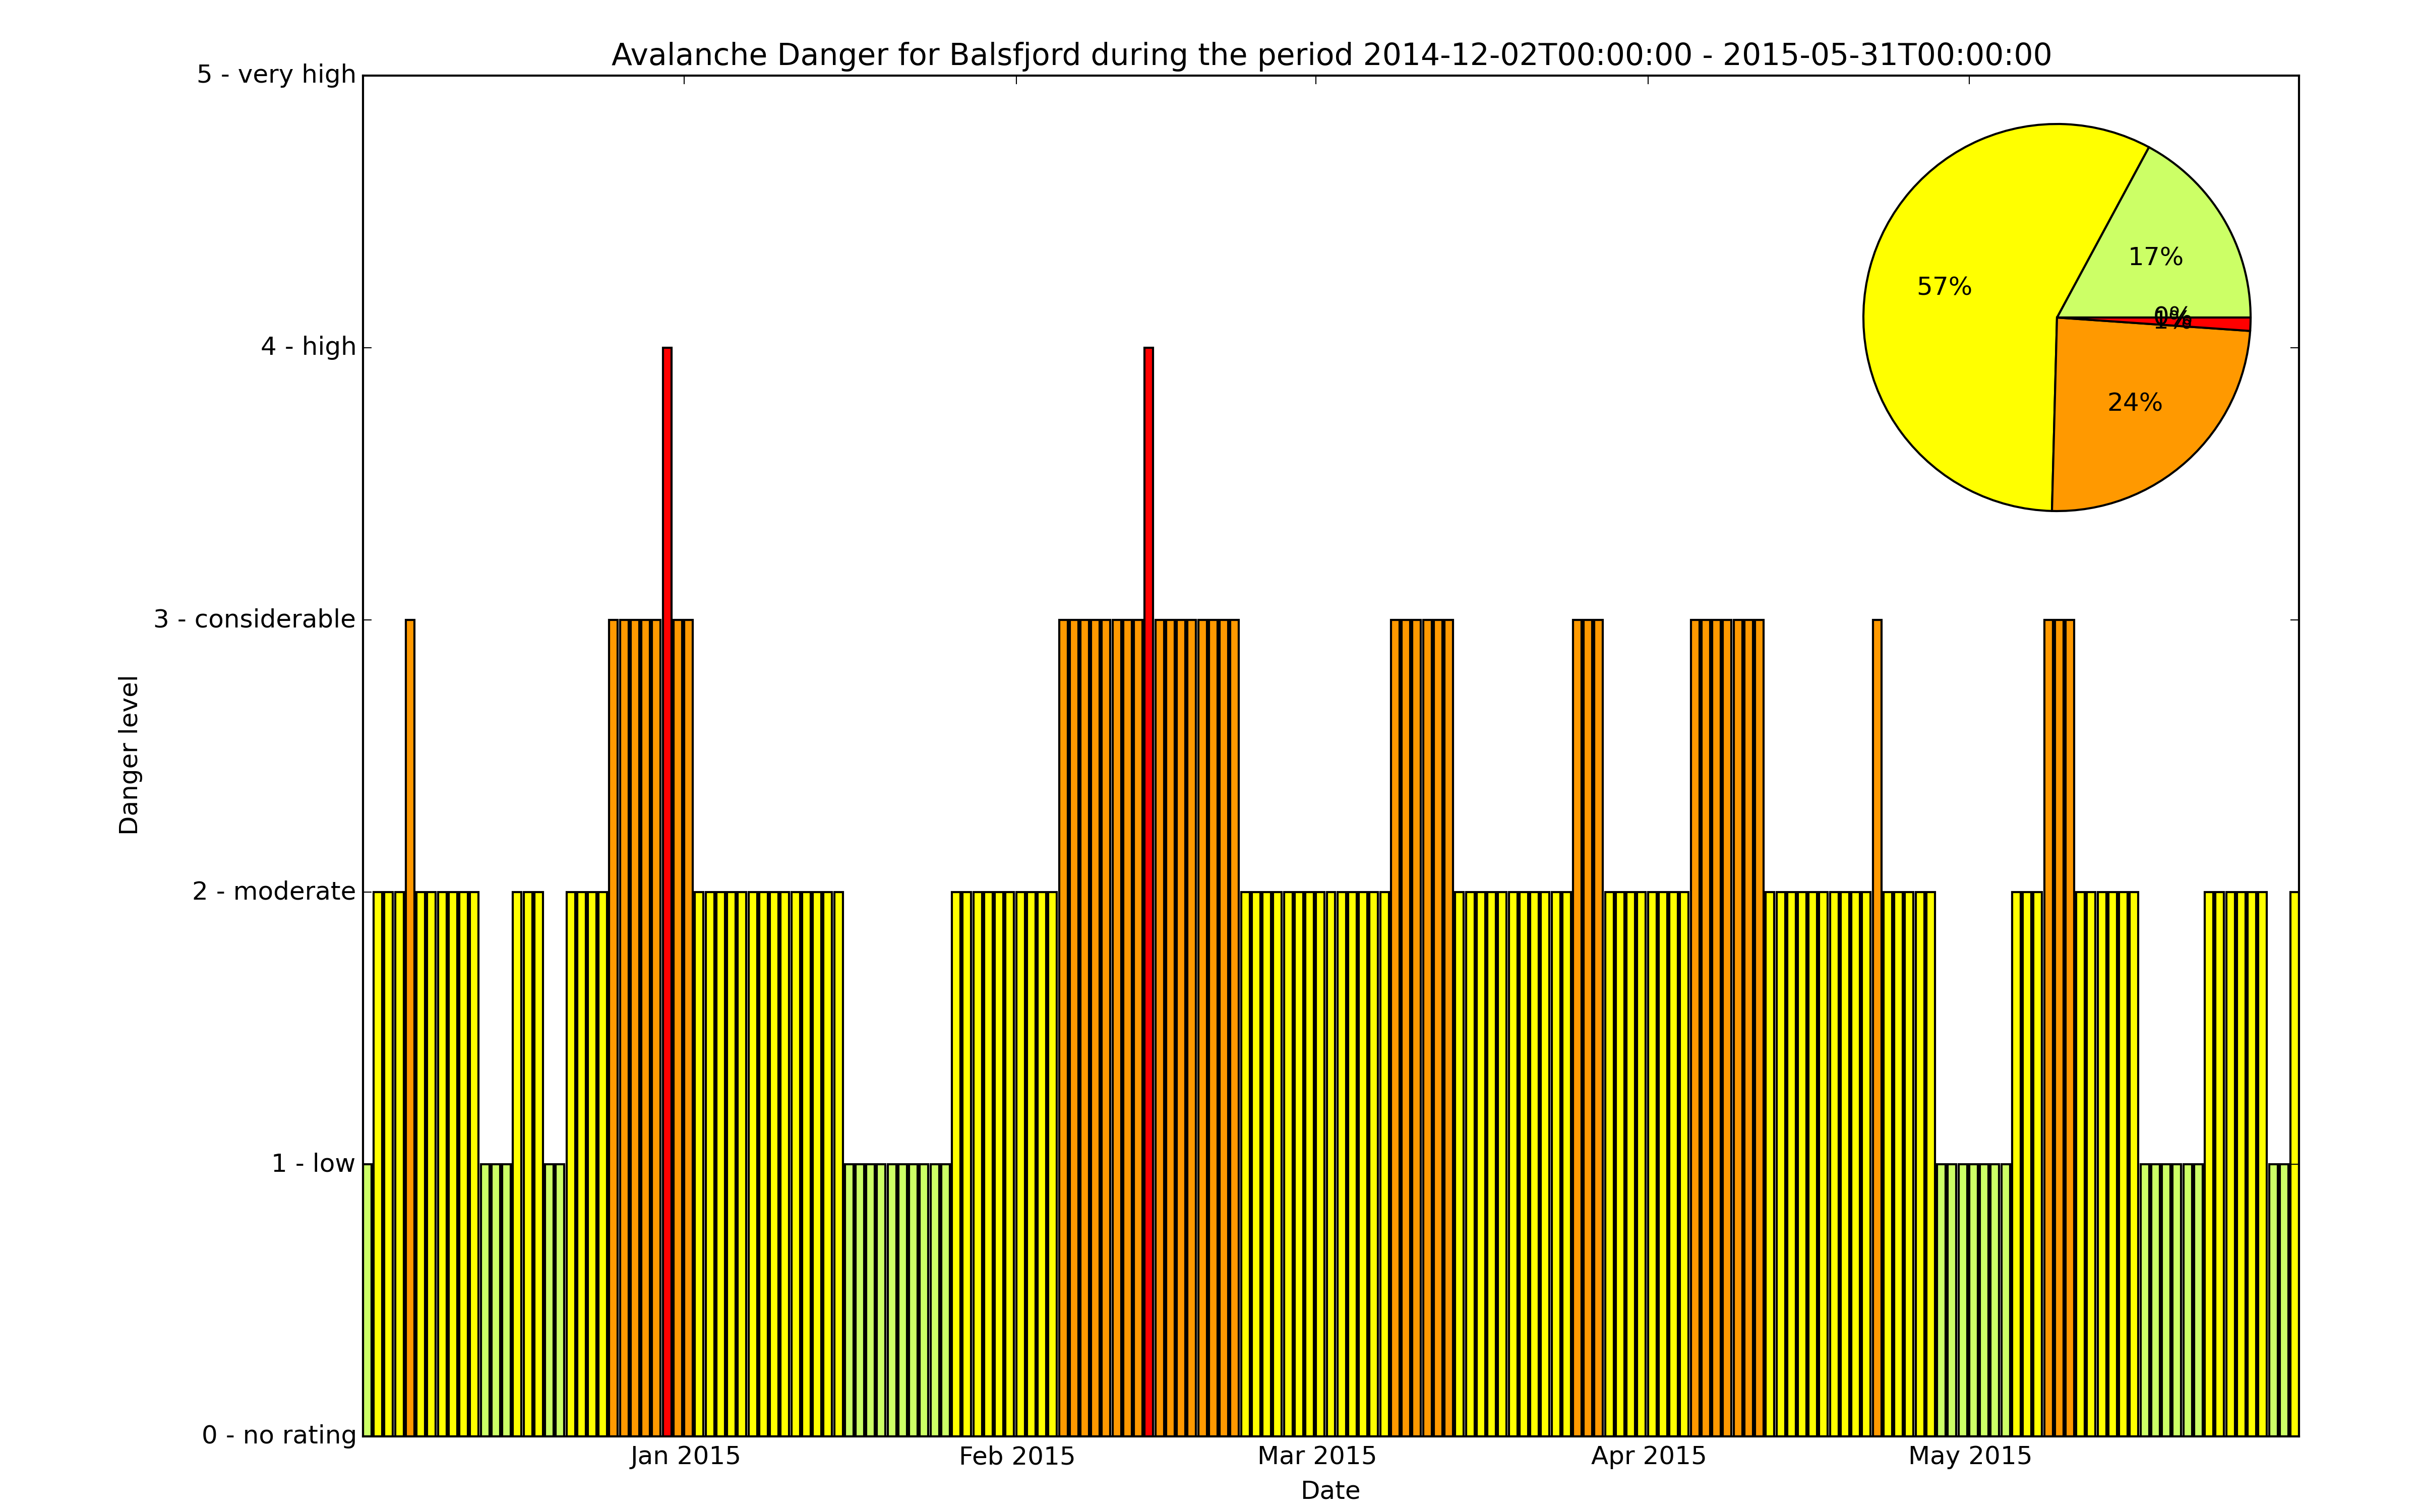 Avalanche Danger for Balsfjord during the period 2014-12-02T00:00:00 - 2015-05-31T00:00:00
5 - very high
4 - high
3 - considerable
2 - moderate
1 - low
0 - no rating
Danger level
57%
17%
0%
1%
24%
Jan 2015 Feb 2015 Mar 2015 Apr 2015 May 2015
Date